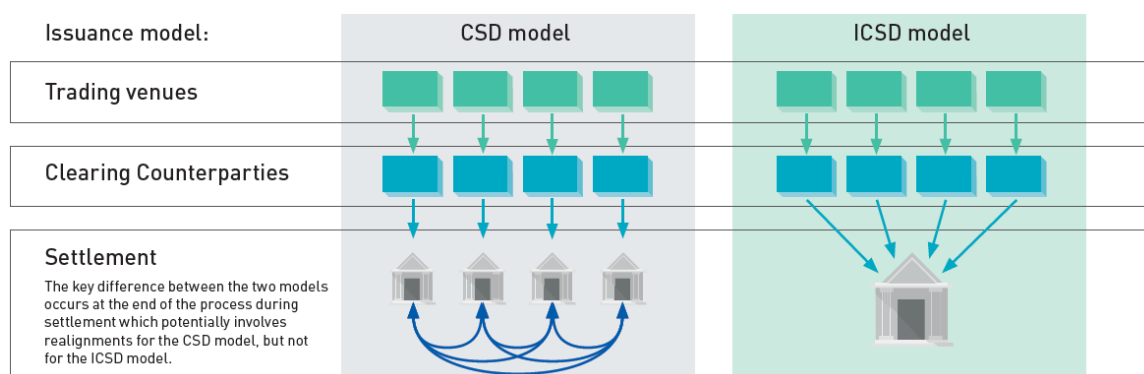 Issuance model:
CSD model
ICSD model
Trading venues
Clearing Counterparties
Settlement
The key difference between the two models
occurs at the end of the process during
settlement which potentially involves
realignments for the CSD model, but not
for the ICSD model.